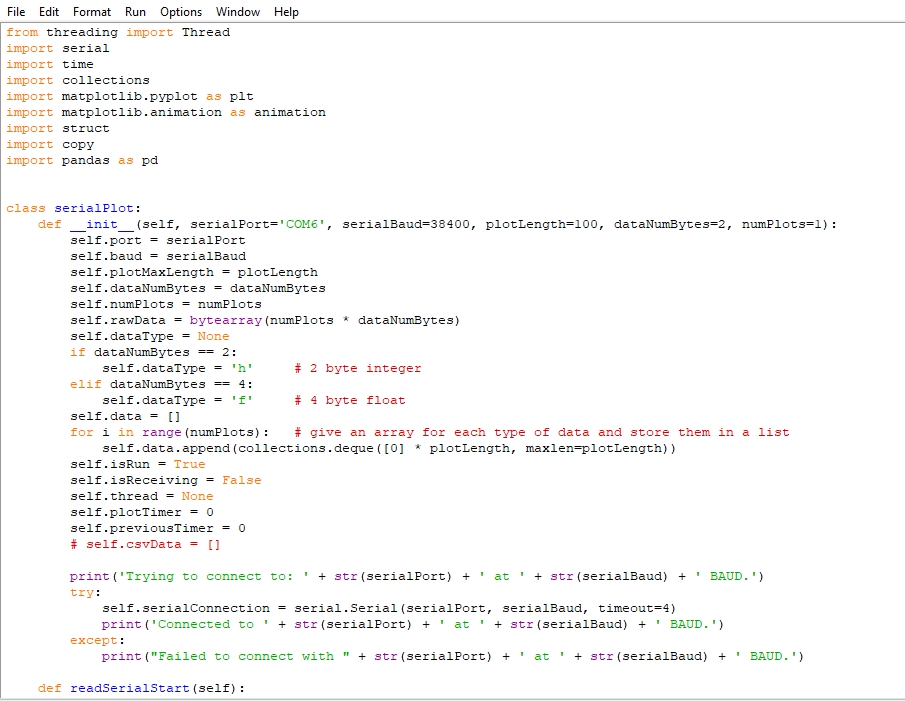 File Edit Format Run Options Window Help
from threading import Thread
import serial
import time
import collections
import matplotlib.pyplot as plt
import matplotlib.animation as animation
import struct
import copy
import pandas as pd
class serialPlot:
    def __init__(self, serialPort='COM6', serialBaud=38400, plotLength=100, dataNumBytes=2, numPlots=1):
        self.port = serialPort
        self.baud = serialBaud
        self.plotMaxLength = plotLength
        self.dataNumBytes = dataNumBytes
        self.numPlots = numPlots
        self.rawData = bytearray(numPlots * dataNumBytes)
        self.dataType = None
        if dataNumBytes == 2:
            self.dataType = 'h'     # 2 byte integer
        elif dataNumBytes == 4:
            self.dataType = 'f'     # 4 byte float
        self.data = []
        for i in range(numPlots):   # give an array for each type of data and store them in a list
            self.data.append(collections.deque([0] * plotLength, maxlen=plotLength))
        self.isRun = True
        self.isReceiving = False
        self.thread = None
        self.plotTimer = 0
        self.previousTimer = 0
        # self.csvData = []
        print('Trying to connect to: ' + str(serialPort) + ' at ' + str(serialBaud) + ' BAUD.')
        try:
            self.serialConnection = serial.Serial(serialPort, serialBaud, timeout=4)
            print('Connected to ' + str(serialPort) + ' at ' + str(serialBaud) + ' BAUD.')
        except:
            print("Failed to connect with " + str(serialPort) + ' at ' + str(serialBaud) + ' BAUD.')
    def readSerialStart(self):